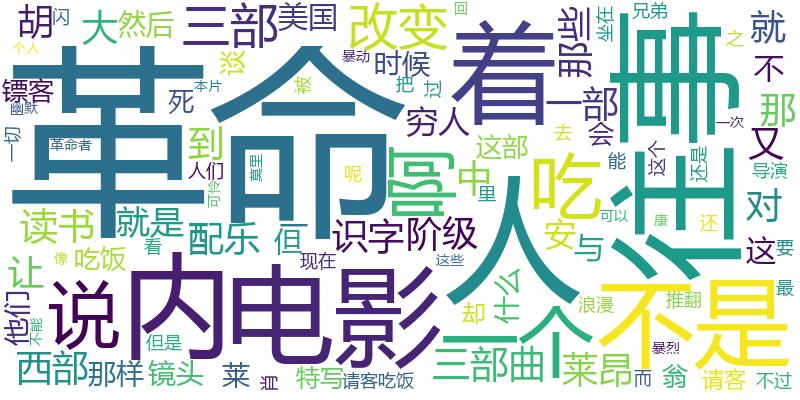 胡
闪
大
然后
三部
美国
改变
回
个人
着
那些
坐在
兄弟
事
之
就
镖客
幽默
死
本片
谈
暴动
时候
被
把
过
一部
不
一切
革命者
革命
到
人们
可怜
莫里
穷人
会
能
这个
还是
又
那
一次
导演
读书
就是
看
配乐
但
呢
啊
这部
中
里
去
吃
安
与
可以
康
往
还
对
这
要
让
像
吃饭
识字阶级
现在
这些
人
什么
却
浪漫
不是
推翻
最
他们
不能
说
内
电影
一个
但是
暴烈
西部
那样
镜头
莱
当
特写
请客吃饭
三部曲
莱昂
而
翁
请客
不过